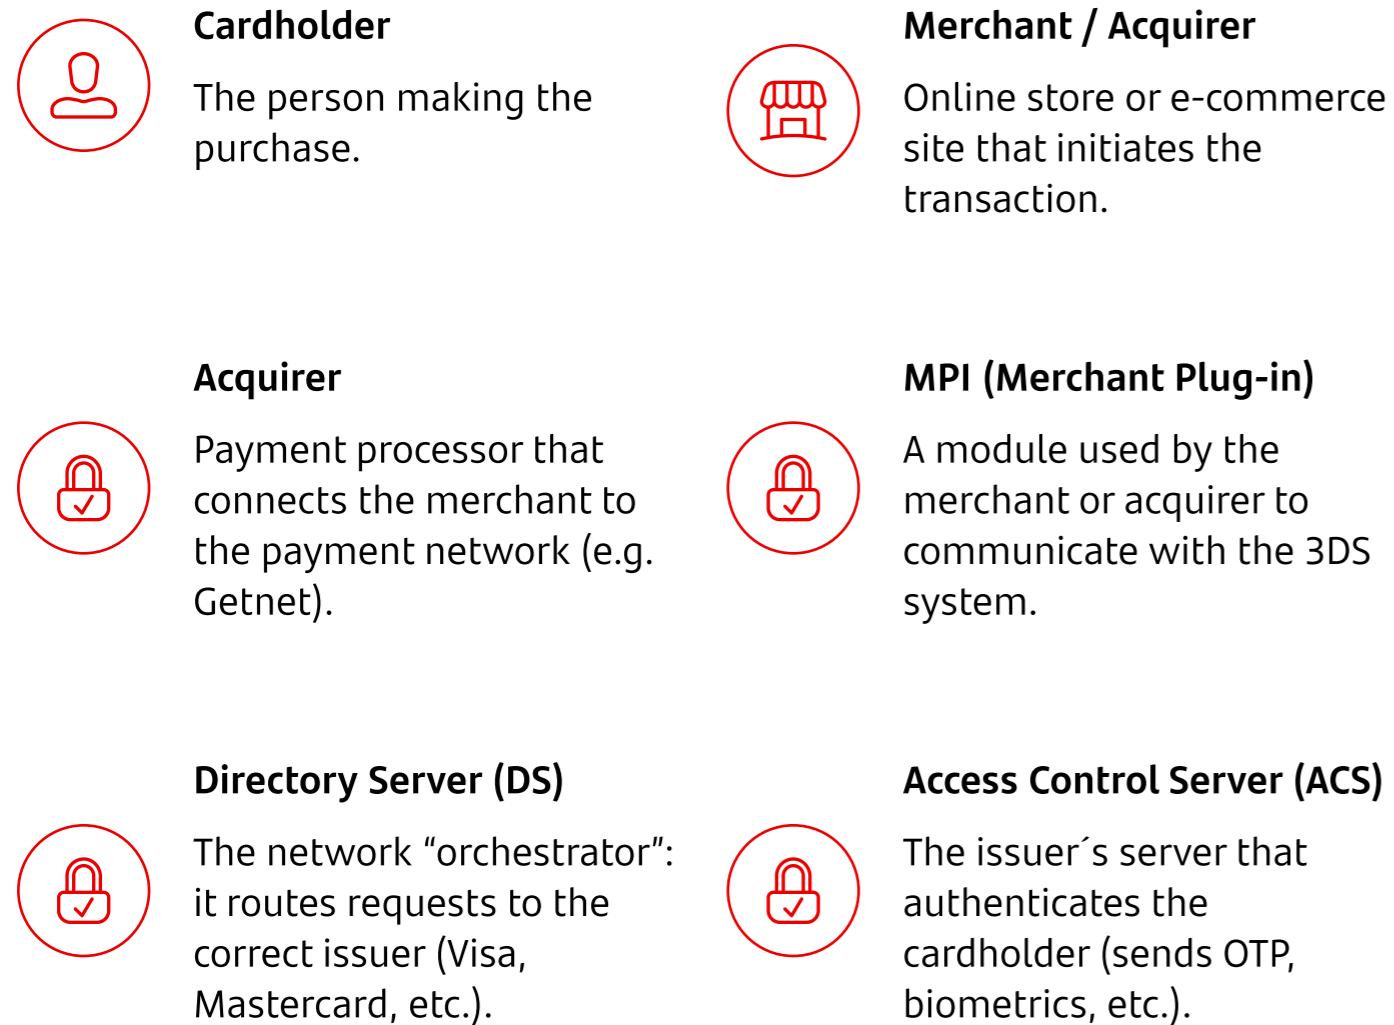 Cardholder
The person making the
purchase.
Merchant / Acquirer
Online store or e-commerce
site that initiates the
transaction.
Acquirer
Payment processor that
connects the merchant to
the payment network (e.g.
Getnet).
MPI (Merchant Plug-in)
A module used by the
merchant or acquirer to
communicate with the 3DS
system.
Directory Server (DS)
The network “orchestrator”:
it routes requests to the
correct issuer (Visa,
Mastercard, etc.).
Access Control Server (ACS)
The issuer´s server that
authenticates the
cardholder (sends OTP,
biometrics, etc.).